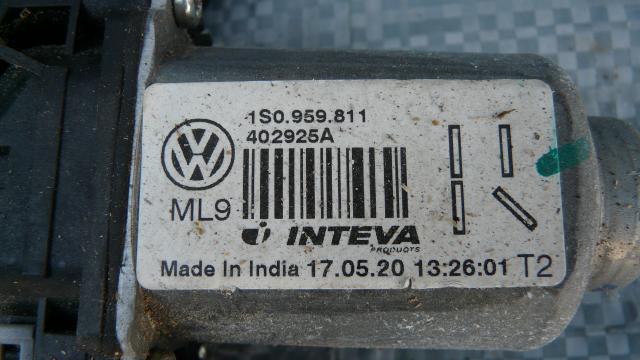 1S0.959.811
402925A
ML9
INTEVA
PRODUCTS
Made In India 17.05.20 13:26:01 T2